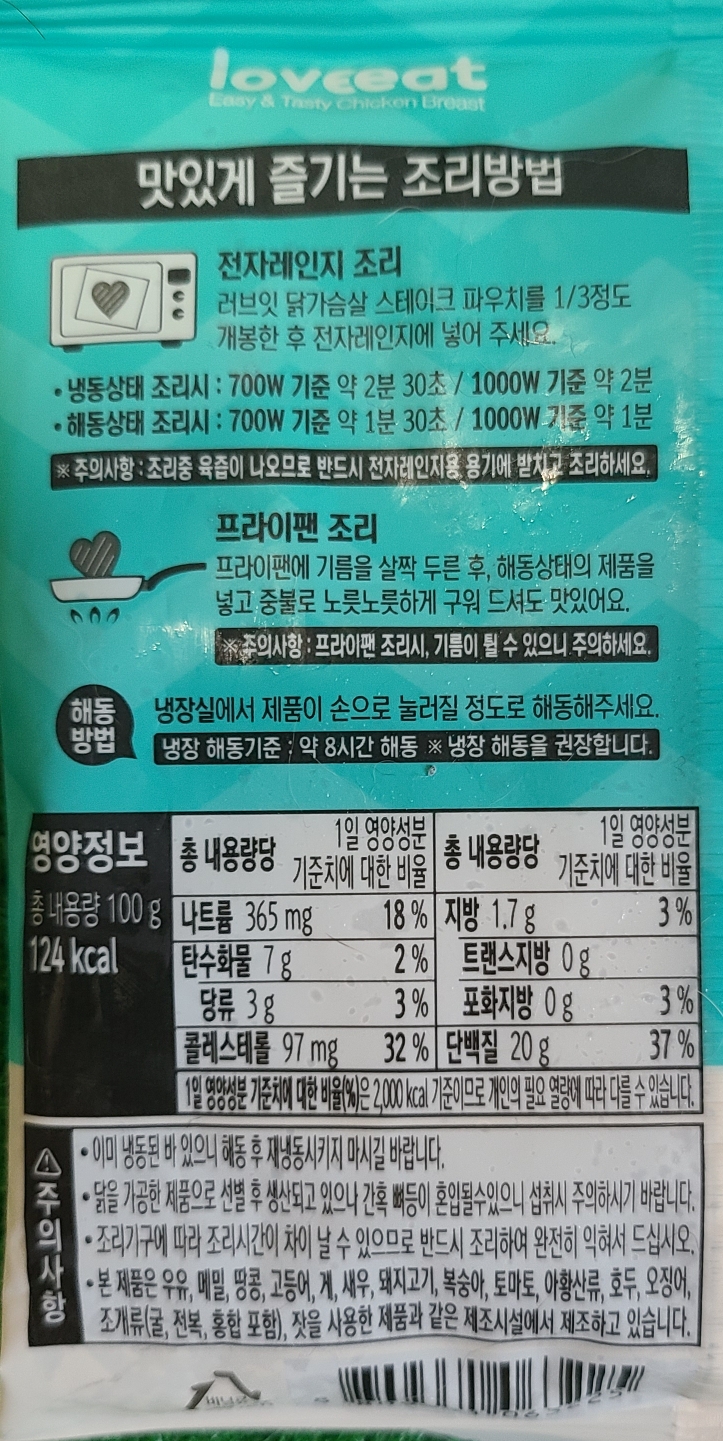 loveeat
Easy & Tasty Chicken Breast
맛있게 즐기는 조리방법
전자레인지 조리
러브잇 닭가슴살 스테이크 파우치를 1/3정도
개봉한 후 전자레인지에 넣어 주세요.
• 냉동상태 조리시 : 700W 기준 약 2분 30초 / 1000W 기준 약 2분
• 해동상태 조리시 : 700W 기준 약 1분 30초 / 1000W 기준 약 1분
※ 주의사항 : 조리중 육즙이 나오므로 반드시 전자레인지용 용기에 받치고 조리하세요.
프라이팬 조리
프라이팬에 기름을 살짝 두른 후, 해동상태의 제품을
넣고 중불로 노릇노릇하게 구워 드셔도 맛있어요.
※ 주의사항 : 프라이팬 조리시, 기름이 튈 수 있으니 주의하세요.
해동
방법
냉장실에서 제품이 손으로 눌러질 정도로 해동해주세요.
냉장 해동기준 : 약 8시간 해동 ※ 냉장 해동을 권장합니다.
영양정보
총 내용량 100 g
124 kcal
총 내용량당 1일 영양성분 기준치에 대한 비율 총 내용량당 1일 영양성분 기준치에 대한 비율
나트륨 365 mg 18 % 지방 1.7 g 3 %
탄수화물 7 g 2 % 트랜스지방 0 g
당류 3 g 3 % 포화지방 0 g 3 %
콜레스테롤 97 mg 32 % 단백질 20 g 37 %
1일 영양성분 기준치에 대한 비율(%)은 2,000 kcal 기준이므로 개인의 필요 열량에 따라 다를 수 있습니다.
주의사항
• 이미 냉동된 바 있으니 해동 후 재냉동시키지 마시길 바랍니다.
• 닭을 가공한 제품으로 선별 후 생산되고 있으나 간혹 뼈등이 혼입될수있으니 섭취시 주의하시기 바랍니다.
• 조리기구에 따라 조리시간이 차이 날 수 있으므로 반드시 조리하여 완전히 익혀서 드십시오.
• 본 제품은 우유, 메밀, 땅콩, 고등어, 게, 새우, 돼지고기, 복숭아, 토마토, 아황산류, 호두, 오징어,
조개류(굴, 전복, 홍합 포함), 잣을 사용한 제품과 같은 제조시설에서 제조하고 있습니다.